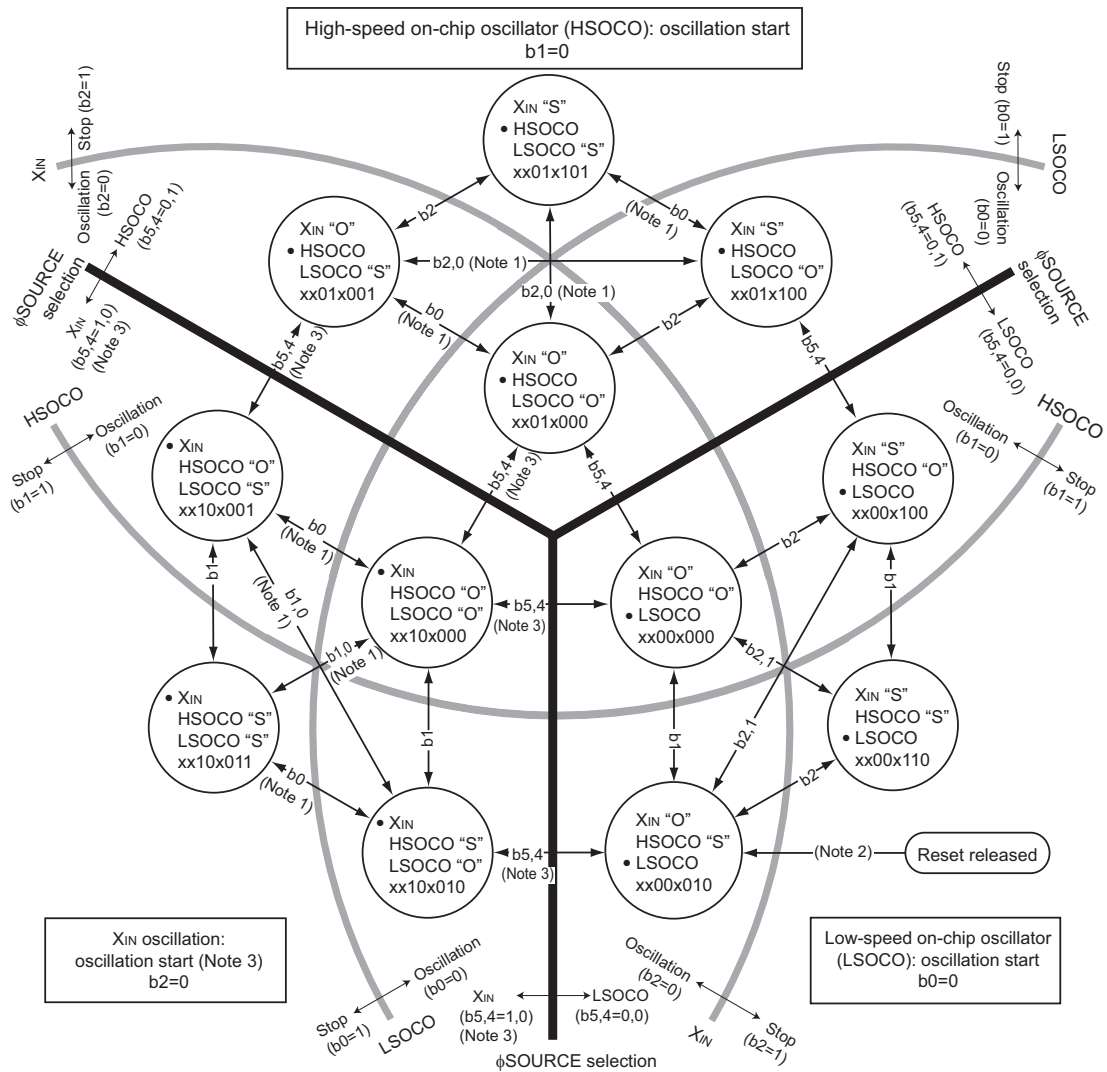 High-speed on-chip oscillator (HSOCO): oscillation start
b1=0
XIN
Stop (b2=1)
Oscillation
(b2=0)
HSOCO
(b5,4=0,1)
φSOURCE
selection
XIN
(b5,4=1,0)
(Note 3)
Stop
(b0=1)
LSOCO
Oscillation
(b0=0)
HSOCO
(b5,4=0,1)
φSOURCE
selection
LSOCO
(b5,4=0,0)
XIN “S”
• HSOCO
LSOCO “S”
xx01x101
b2
b0
(Note 1)
XIN “O”
• HSOCO
LSOCO “S”
xx01x001
b2,0 (Note 1)
b2,0 (Note 1)
XIN “S”
• HSOCO
LSOCO “O”
xx01x100
b0
(Note 1)
b2
XIN “O”
• HSOCO
LSOCO “O”
xx01x000
b5,4
(Note 3)
b5,4
(Note 3)
b5,4
b5,4
HSOCO
Oscillation
(b1=0)
Stop
(b1=1)
HSOCO
Oscillation
(b1=0)
Stop
(b1=1)
• XIN
HSOCO “O”
LSOCO “S”
xx10x001
XIN “S”
HSOCO “O”
• LSOCO
xx00x100
b0
(Note 1)
b2
b1
b1,0
(Note 1)
• XIN
HSOCO “O”
LSOCO “O”
xx10x000
b5,4
(Note 3)
XIN “O”
HSOCO “O”
• LSOCO
xx00x000
b1
b1,0
(Note 1)
b2,1
• XIN
HSOCO “S”
LSOCO “S”
xx10x011
b1
b1
b2,1
XIN “S”
HSOCO “S”
• LSOCO
xx00x110
b0
(Note 1)
b2
• XIN
HSOCO “S”
LSOCO “O”
xx10x010
b5,4
(Note 3)
XIN “O”
HSOCO “S”
• LSOCO
xx00x010
(Note 2)
Reset released
XIN oscillation:
oscillation start (Note 3)
b2=0
Low-speed on-chip oscillator
(LSOCO): oscillation start
b0=0
Oscillation
(b0=0)
Stop
(b0=1)
LSOCO
XIN
(b5,4=1,0)
(Note 3)
LSOCO
(b5,4=0,0)
Oscillation
(b2=0)
Stop
(b2=1)
XIN
φSOURCE selection